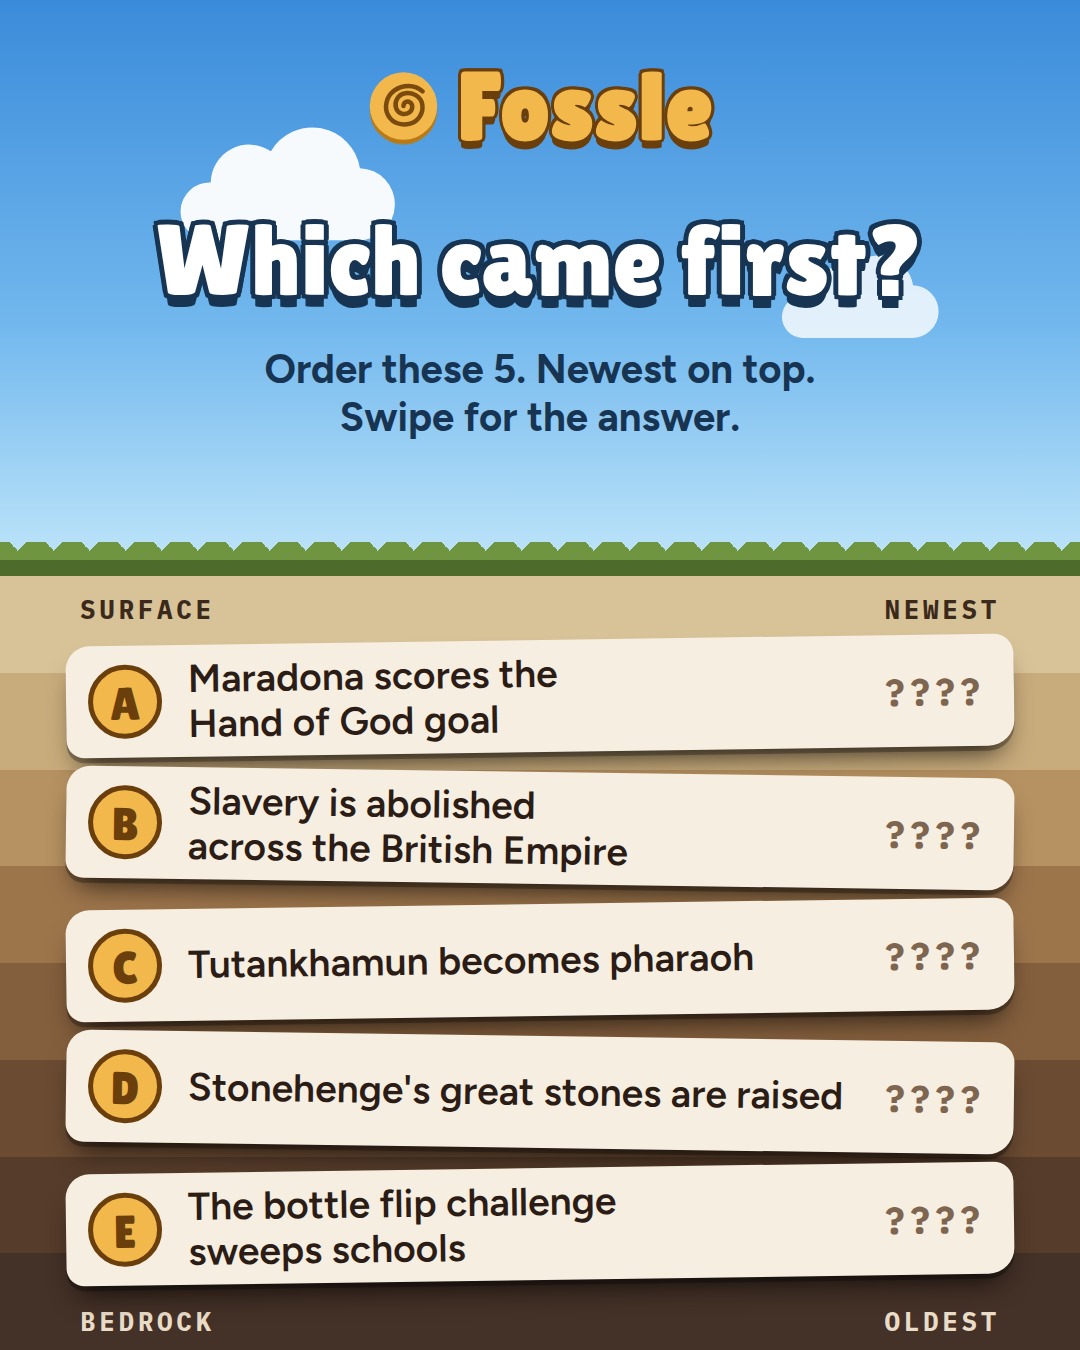 Fossle
Which came first?
Order these 5. Newest on top.
Swipe for the answer.
SURFACE NEWEST
A Maradona scores the
Hand of God goal ????
B Slavery is abolished
across the British Empire ????
C Tutankhamun becomes pharaoh ????
D Stonehenge's great stones are raised ????
E The bottle flip challenge
sweeps schools ????
BEDROCK OLDEST